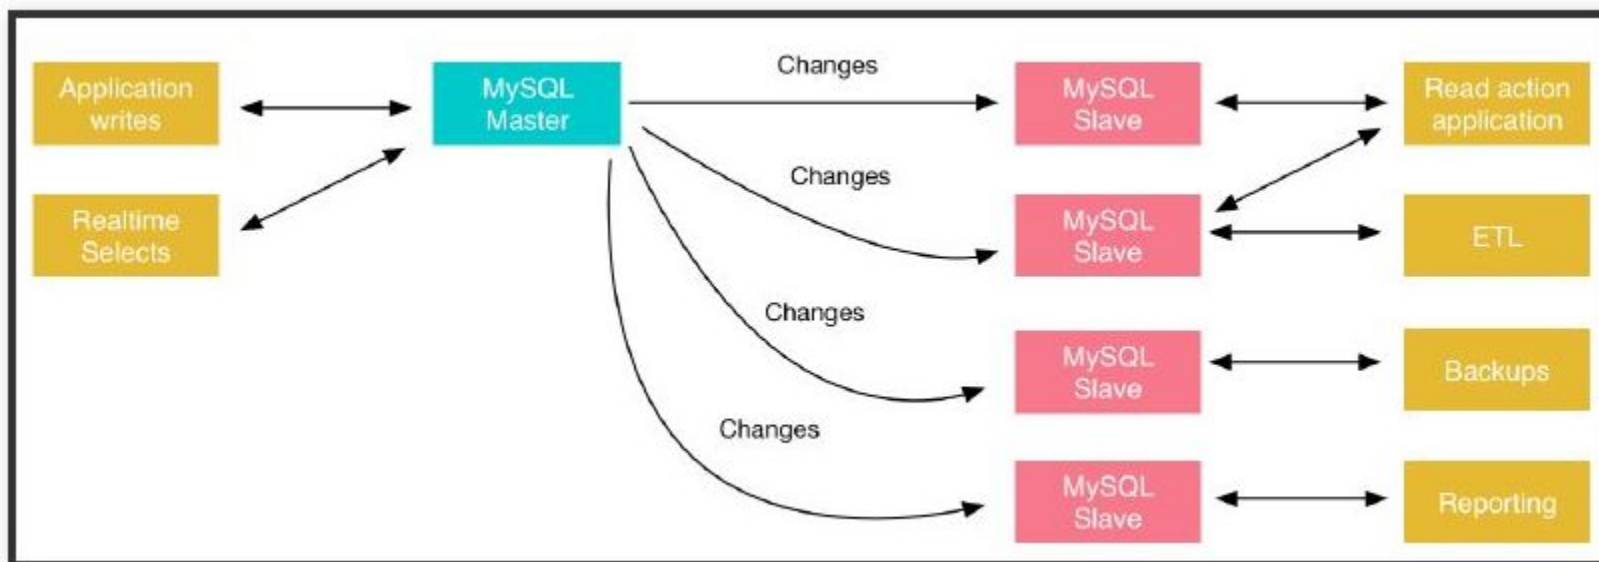 Application
writes
MySQL
Master
Changes
MySQL
Slave
Read action
application
Realtime
Selects
Changes
MySQL
Slave
ETL
Changes
MySQL
Slave
Backups
Changes
MySQL
Slave
Reporting